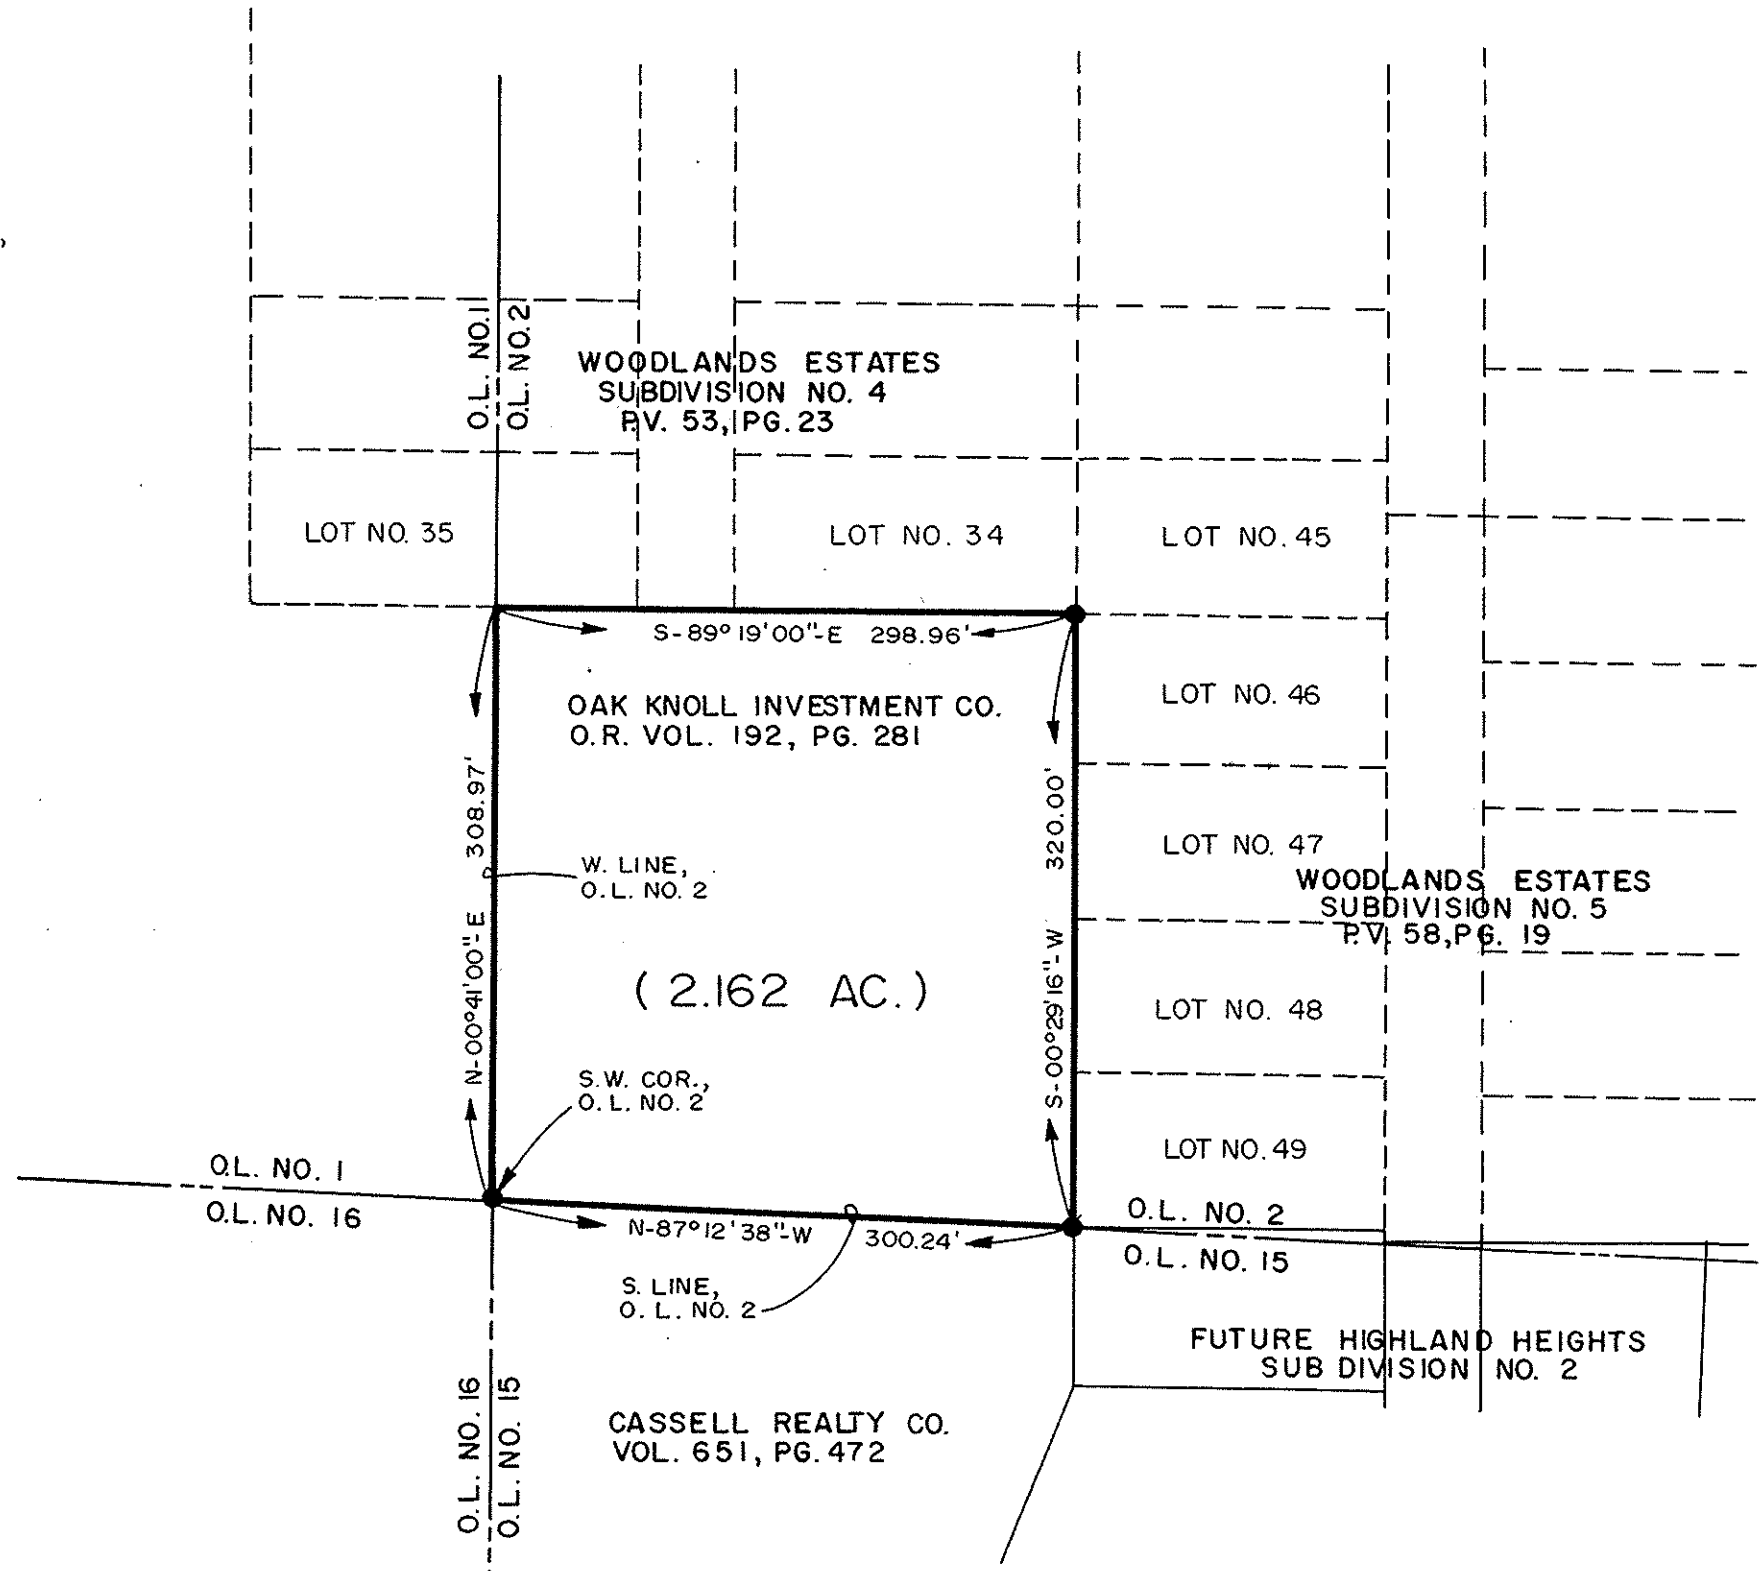 O.L. NO. 1
O.L. NO. 2
WOODLANDS ESTATES
SUBDIVISION NO. 4
P.V. 53, PG. 23
LOT NO. 35
LOT NO. 34
LOT NO. 45
S-89°19'00"-E 298.96'
OAK KNOLL INVESTMENT CO.
O.R. VOL. 192, PG. 281
LOT NO. 46
308.97'
N-00°41'00"-E
320.00'
S-00°29'16"-W
LOT NO. 47
W. LINE,
O.L. NO. 2
WOODLANDS ESTATES
SUBDIVISION NO. 5
P.V. 58, PG. 19
(2.162 AC.)
LOT NO. 48
S.W. COR.,
O.L. NO. 2
LOT NO. 49
O.L. NO. 1
O.L. NO. 16
N-87°12'38"-W 300.24'
O.L. NO. 2
O.L. NO. 15
S. LINE,
O.L. NO. 2
FUTURE HIGHLAND HEIGHTS
SUB DIVISION NO. 2
O.L. NO. 16
O.L. NO. 15
CASSELL REALTY CO.
VOL. 651, PG. 472